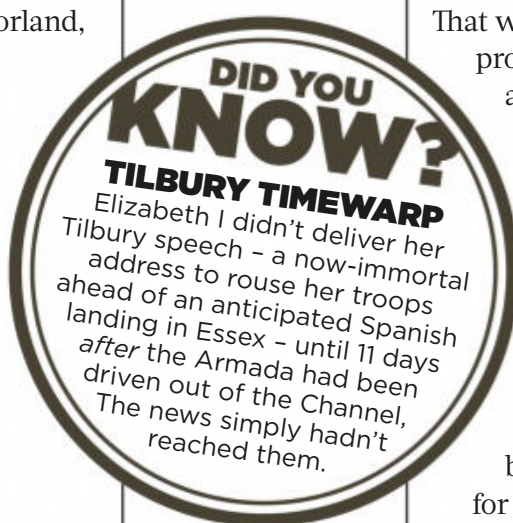 orland,
That w
pro
a
DID YOU
KNOW?
TILBURY TIMEWARP
Elizabeth I didn't deliver her
Tilbury speech – a now-immortal
address to rouse her troops
ahead of an anticipated Spanish
landing in Essex – until 11 days
after the Armada had been
driven out of the Channel,
The news simply hadn't
reached them.
b
for